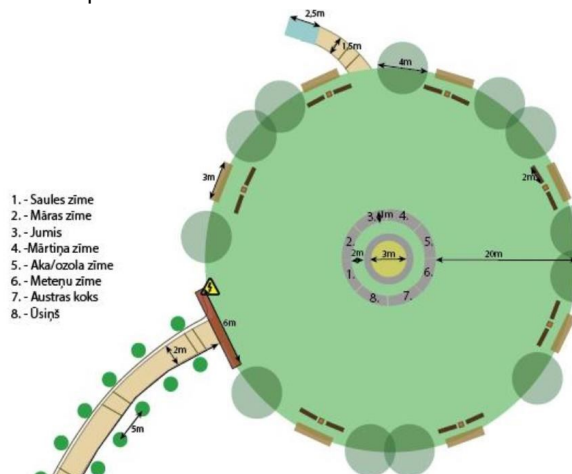 2,5m
1,5m
4m
3m
2m
1. - Saules zīme
2. - Māras zīme
3. - Jumis
4. -Mārtiņa zīme
5. - Aka/ozola zīme
6. - Meteņu zīme
7. - Austras koks
8. - Ūsiņš
3.
1m
4.
2.
5.
2m
3m
20m
1.
6.
8.
7.
6m
2m
5m